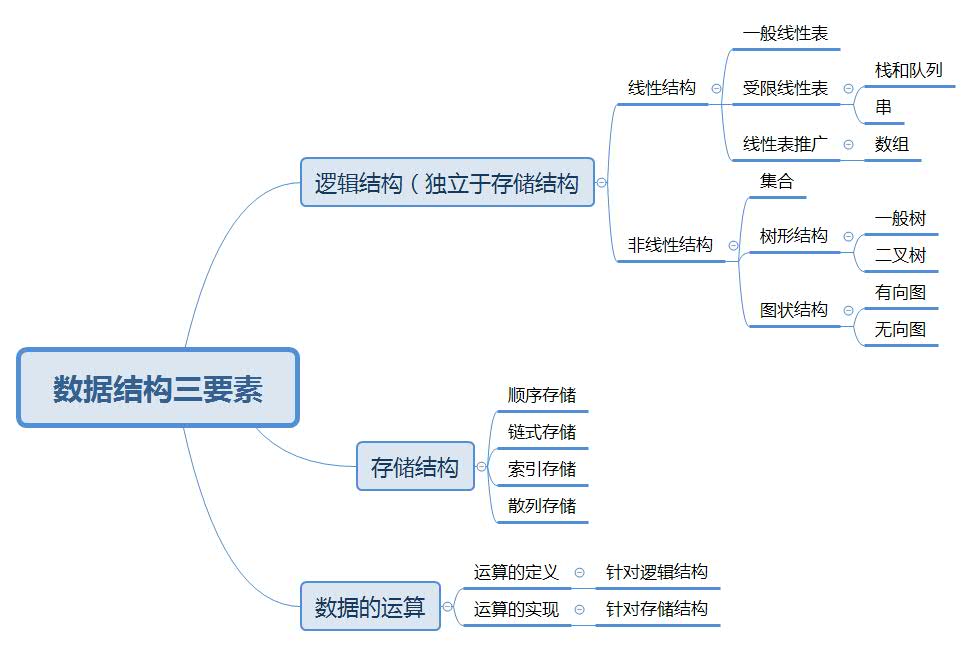 数据结构三要素
逻辑结构（独立于存储结构
线性结构
一般线性表
受限线性表
栈和队列
串
线性表推广
数组
非线性结构
集合
树形结构
一般树
二叉树
图状结构
有向图
无向图
存储结构
顺序存储
链式存储
索引存储
散列存储
数据的运算
运算的定义
针对逻辑结构
运算的实现
针对存储结构